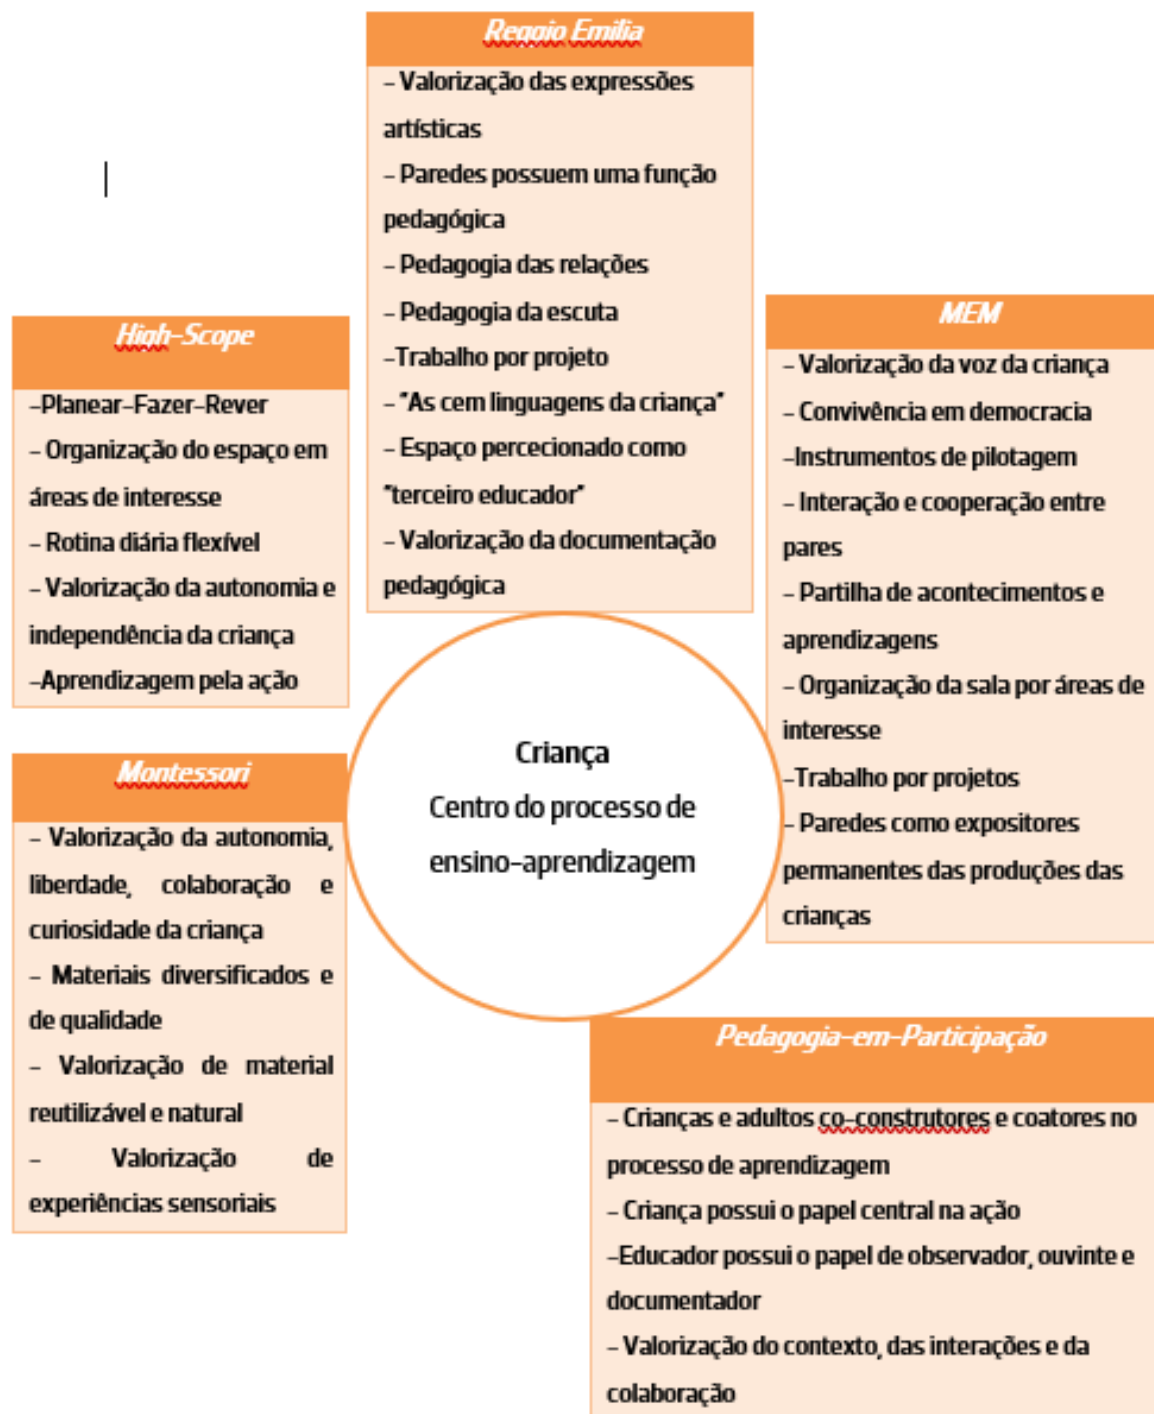 Reggio Emilia
- Valorização das expressões
artísticas
- Paredes possuem uma função
pedagógica
- Pedagogia das relações
- Pedagogia da escuta
-Trabalho por projeto
- "As cem linguagens da criança"
- Espaço percecionado como
"terceiro educador"
- Valorização da documentação
pedagógica
High-Scope
-Planear-Fazer-Rever
- Organização do espaço em
áreas de interesse
- Rotina diária flexível
- Valorização da autonomia e
independência da criança
-Aprendizagem pela ação
MEM
- Valorização da voz da criança
- Convivência em democracia
-Instrumentos de pilotagem
- Interação e cooperação entre
pares
- Partilha de acontecimentos e
aprendizagens
- Organização da sala por áreas de
interesse
-Trabalho por projetos
- Paredes como expositores
permanentes das produções das
crianças
Criança
Centro do processo de
ensino-aprendizagem
Montessori
- Valorização da autonomia,
liberdade, colaboração e
curiosidade da criança
- Materiais diversificados e
de qualidade
- Valorização de material
reutilizável e natural
- Valorização de
experiências sensoriais
Pedagogia-em-Participação
- Crianças e adultos co-construtores e coatores no
processo de aprendizagem
- Criança possui o papel central na ação
-Educador possui o papel de observador, ouvinte e
documentador
- Valorização do contexto, das interações e da
colaboração